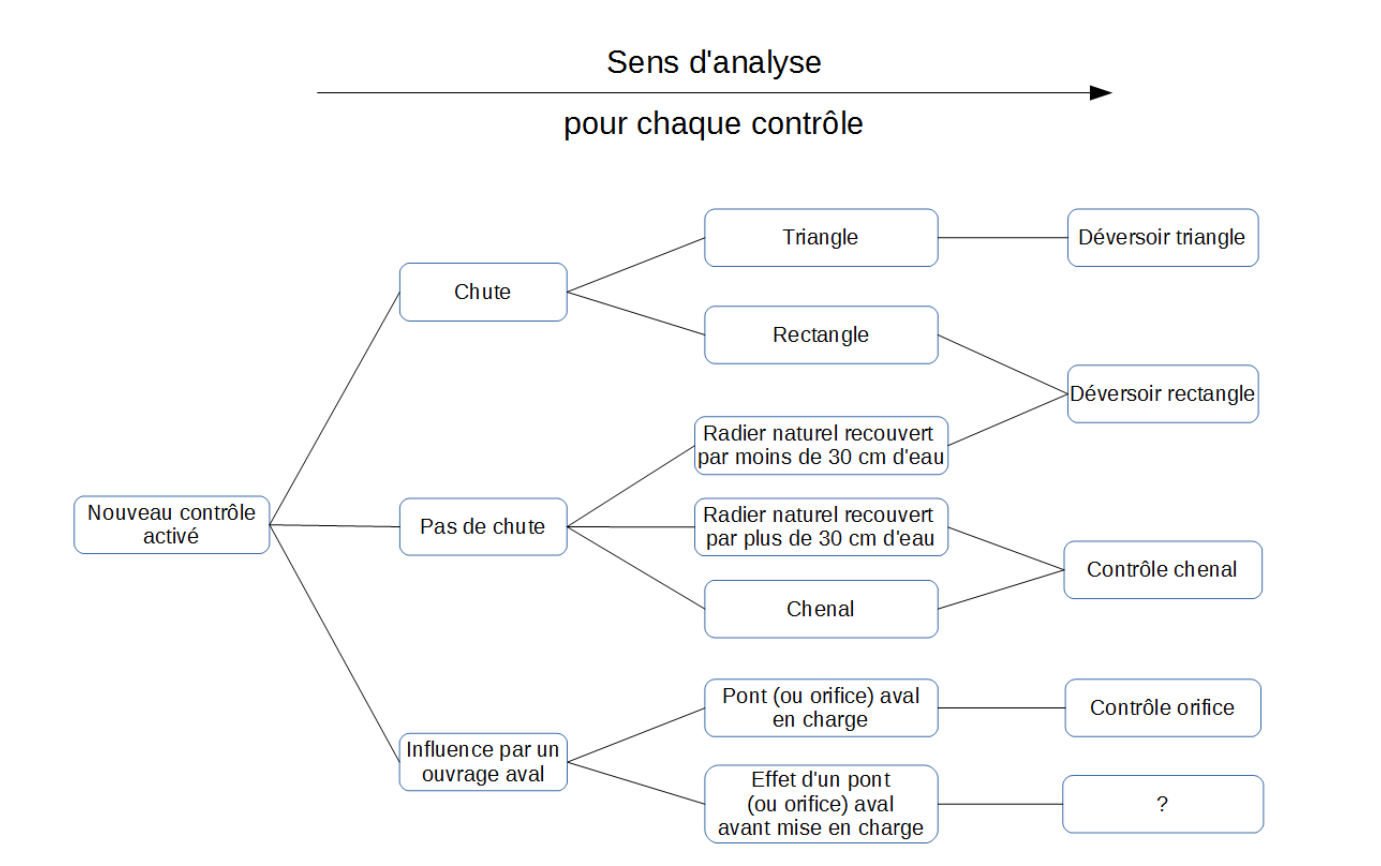 Sens d'analyse
pour chaque contrôle
Triangle
Déversoir triangle
Chute
Rectangle
Déversoir rectangle
Radier naturel recouvert
par moins de 30 cm d'eau
Nouveau contrôle
activé
Pas de chute
Radier naturel recouvert
par plus de 30 cm d'eau
Contrôle chenal
Chenal
Pont (ou orifice) aval
en charge
Contrôle orifice
Influence par un
ouvrage aval
Effet d'un pont
(ou orifice) aval
avant mise en charge
?